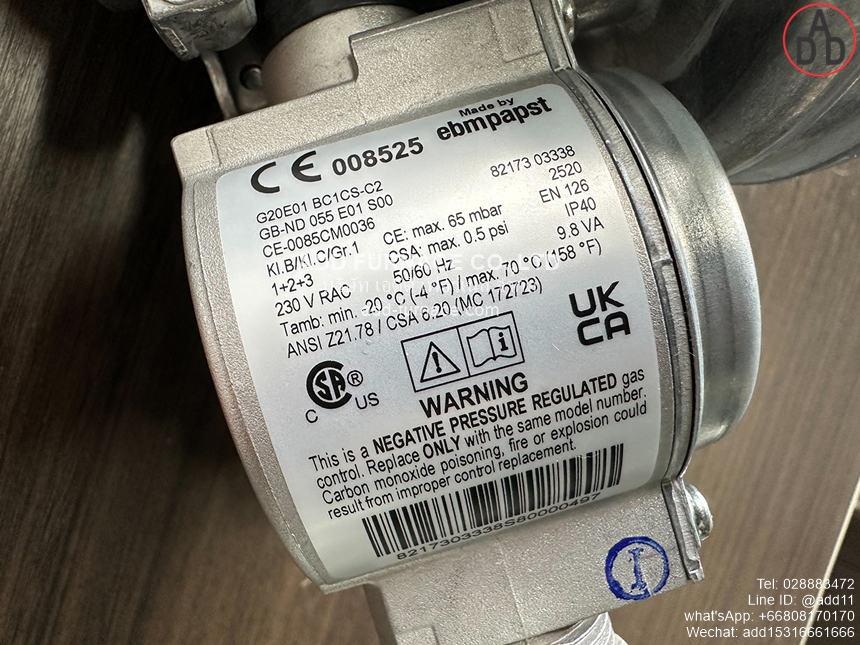 ADD
Made by
ebmpapst
CE 008525
G20E01 BC1CS-C2
82173 03338
GB-ND 055 E01 S00
2520
CE-0085CM0036
EN 126
Kl.B/Kl.C/Gr.1
CE: max. 65 mbar
IP40
1+2+3
CSA: max. 0.5 psi
9.8 VA
230 V RAC
50/60 Hz
Tamb: min. -20 °C (-4 °F) / max. 70 °C (158 °F)
ANSI Z21.78 / CSA 6.20 (MC 172723)
UK
CA
C SA® US
WARNING
This is a NEGATIVE PRESSURE REGULATED gas
control. Replace ONLY with the same model number.
Carbon monoxide poisoning, fire or explosion could
result from improper control replacement.
8217303338S80000497
I
Tel: 028883472
Line ID: @add11
what'sApp: +66808170170
Wechat: add15316661666